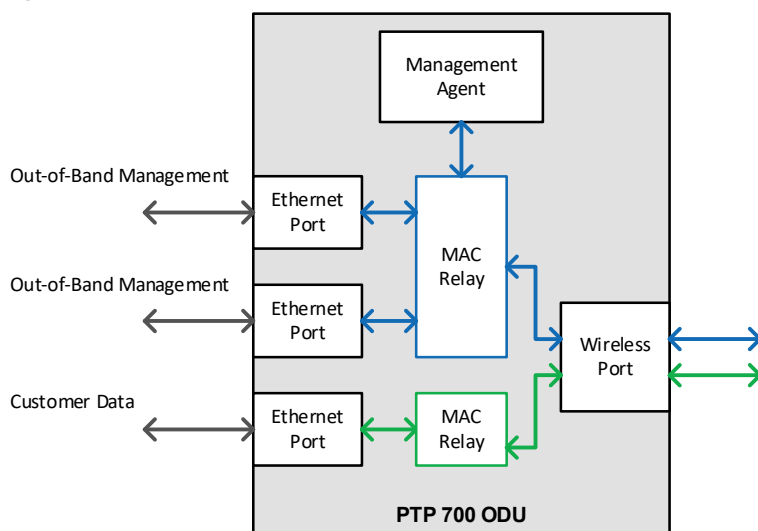 Management
Agent
Out-of-Band Management
Ethernet
Port
MAC
Relay
Out-of-Band Management
Ethernet
Port
Wireless
Port
Customer Data
Ethernet
Port
MAC
Relay
PTP 700 ODU